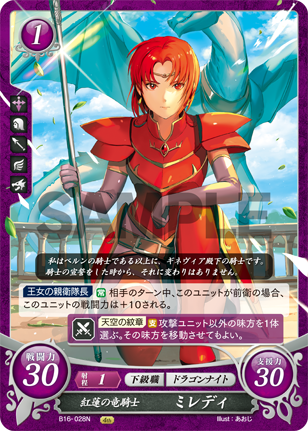 1
SAMPLE
私はベルンの騎士である以上に、ギネヴィア殿下の騎士です。
騎士の宣誓をした時から、それに変わりはありません。
王女の親衛隊長 常 相手のターン中、このユニットが前衛の場合、
このユニットの戦闘力は+10される。
天空の紋章 支 攻撃ユニット以外の味方を1体
選ぶ。その味方を移動させてもよい。
戦闘力
30
射程 1
下級職
ドラゴンナイト
支援力
30
紅蓮の竜騎士 ミレディ
B16-028N
Illust:あおじ